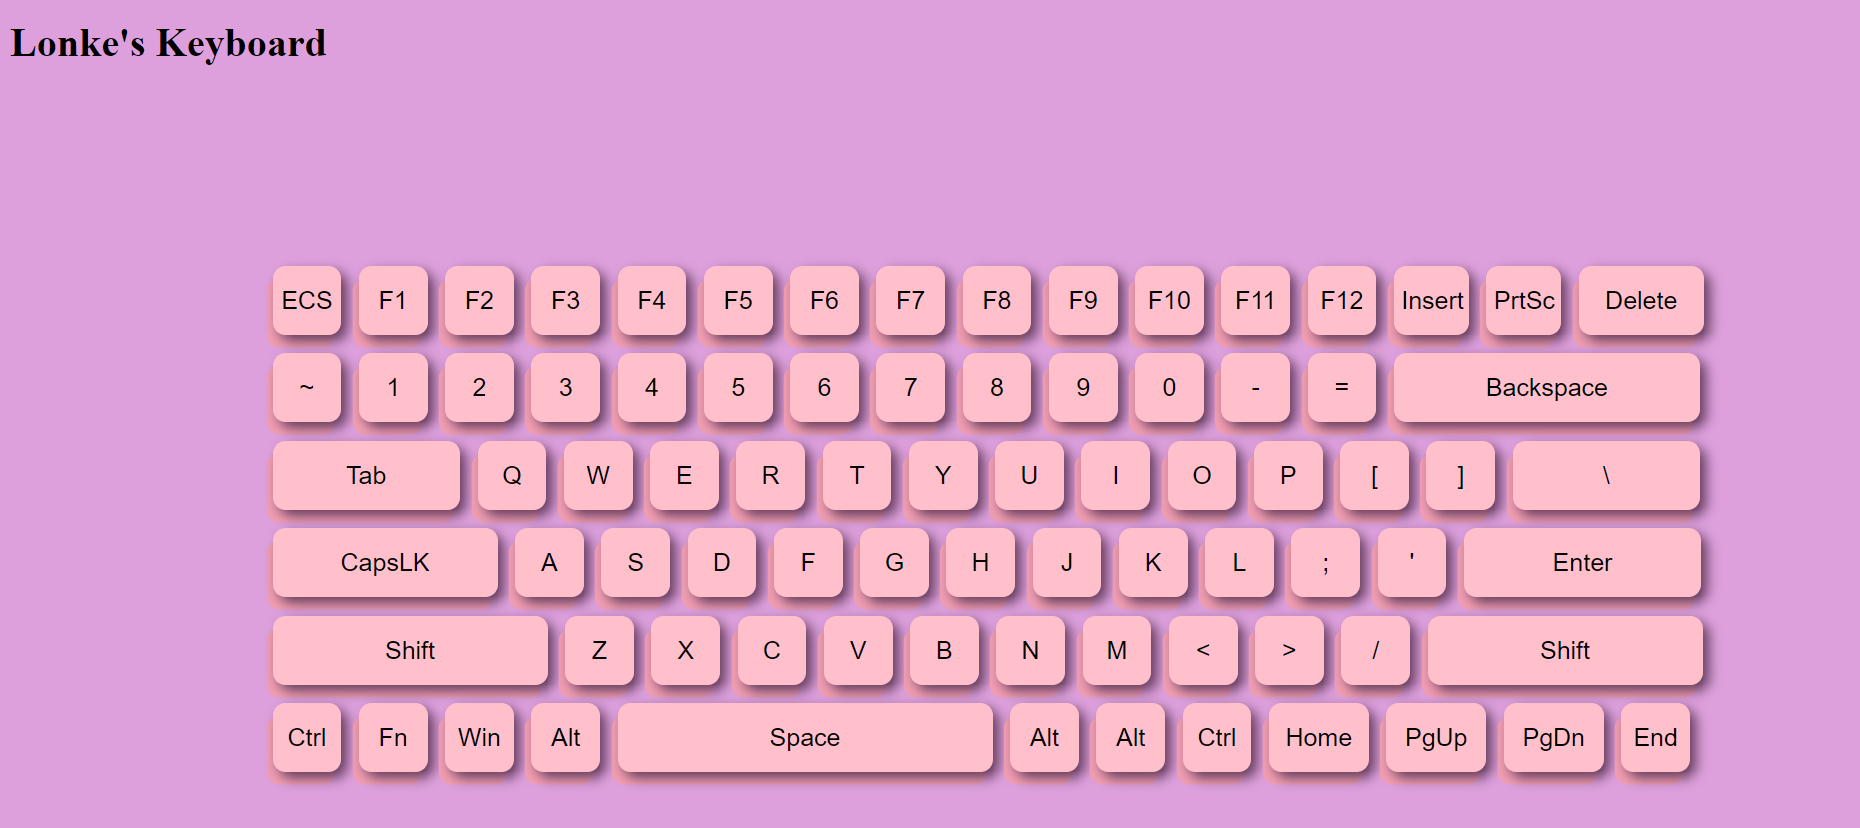 Lonke's Keyboard
ECS F1 F2 F3 F4 F5 F6 F7 F8 F9 F10 F11 F12 Insert PrtSc Delete
~ 1 2 3 4 5 6 7 8 9 0 - = Backspace
Tab Q W E R T Y U I O P [ ] \
CapsLK A S D F G H J K L ; ' Enter
Shift Z X C V B N M < > / Shift
Ctrl Fn Win Alt Space Alt Alt Ctrl Home PgUp PgDn End